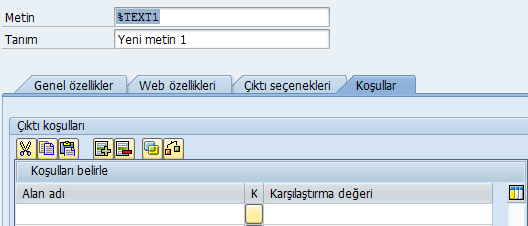 Metin %TEXT1
Tanım Yeni metin 1
Genel özellikler Web özellikleri Çıktı seçenekleri Koşullar
Çıktı koşulları
Koşulları belirle
Alan adı K Karşılaştırma değeri